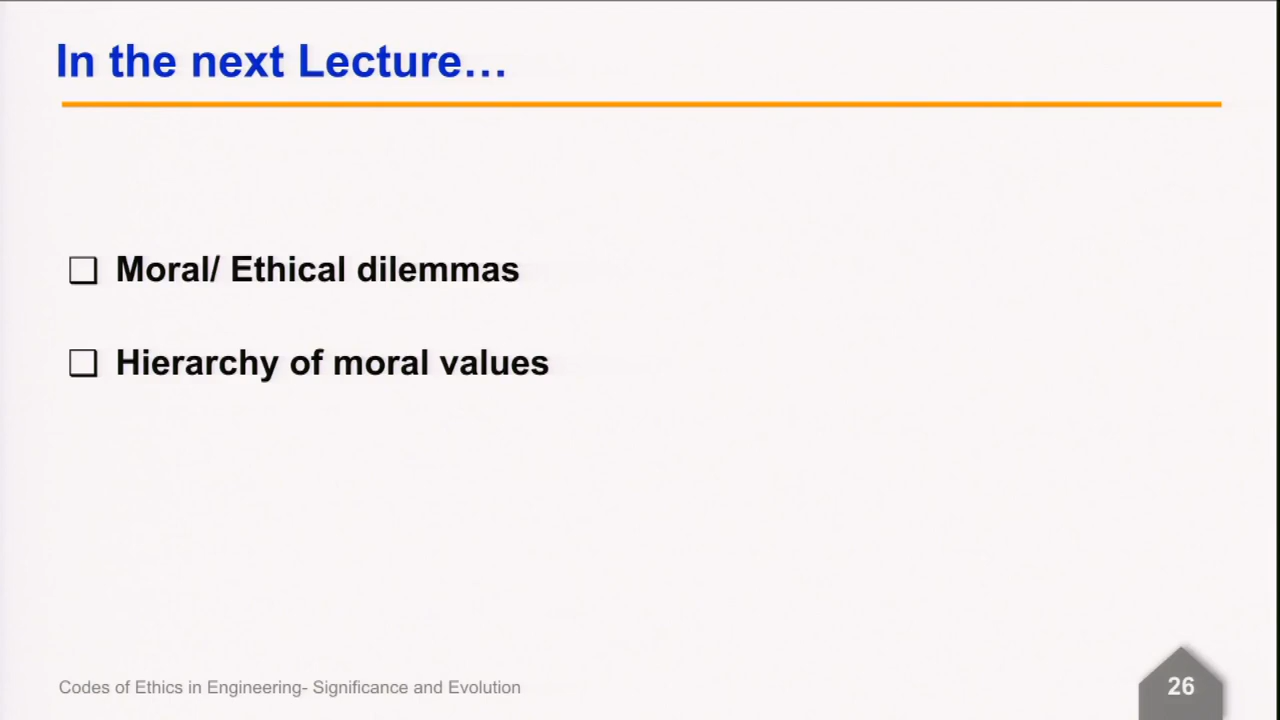 In the next Lecture…
Moral/ Ethical dilemmas
Hierarchy of moral values
Codes of Ethics in Engineering- Significance and Evolution
26